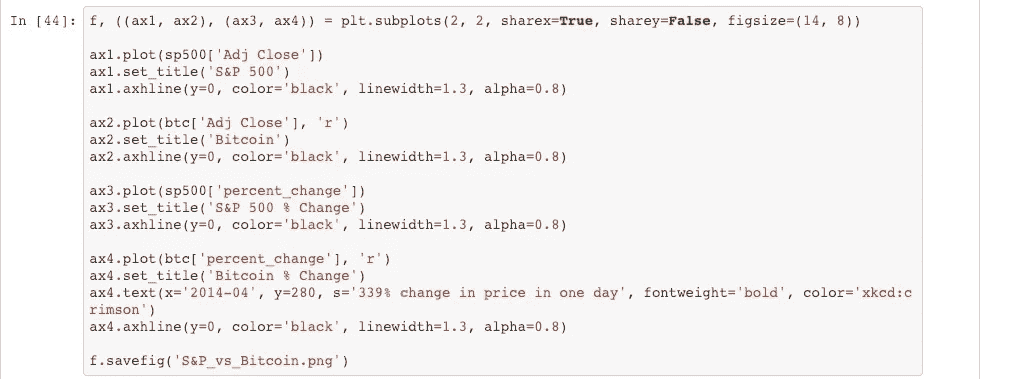 In [44]: f, ((ax1, ax2), (ax3, ax4)) = plt.subplots(2, 2, sharex=True, sharey=False, figsize=(14, 8))
ax1.plot(sp500['Adj Close'])
ax1.set_title('S&P 500')
ax1.axhline(y=0, color='black', linewidth=1.3, alpha=0.8)
ax2.plot(btc['Adj Close'], 'r')
ax2.set_title('Bitcoin')
ax2.axhline(y=0, color='black', linewidth=1.3, alpha=0.8)
ax3.plot(sp500['percent_change'])
ax3.set_title('S&P 500 % Change')
ax3.axhline(y=0, color='black', linewidth=1.3, alpha=0.8)
ax4.plot(btc['percent_change'], 'r')
ax4.set_title('Bitcoin % Change')
ax4.text(x='2014-04', y=280, s='339% change in price in one day', fontweight='bold', color='xkcd:c
rimson')
ax4.axhline(y=0, color='black', linewidth=1.3, alpha=0.8)
f.savefig('S&P_vs_Bitcoin.png')